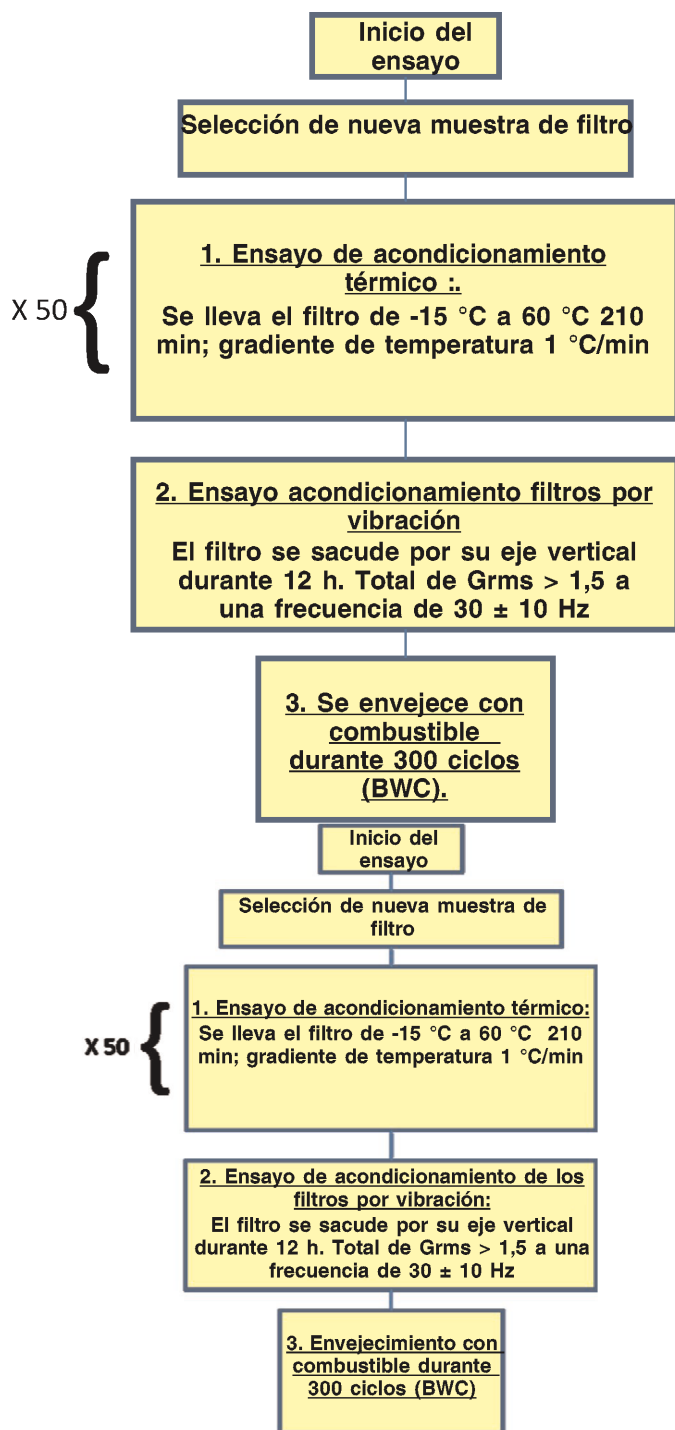 Inicio del
ensayo
Selección de nueva muestra de filtro
1. Ensayo de acondicionamiento
térmico :.
Se lleva el filtro de -15 °C a 60 °C 210
min; gradiente de temperatura 1 °C/min
X 50
2. Ensayo acondicionamiento filtros por
vibración
El filtro se sacude por su eje vertical
durante 12 h. Total de Grms > 1,5 a
una frecuencia de 30 ± 10 Hz
3. Se envejece con
combustible
durante 300 ciclos
(BWC).
Inicio del
ensayo
Selección de nueva muestra de
filtro
1. Ensayo de acondicionamiento térmico:
Se lleva el filtro de -15 °C a 60 °C 210
min; gradiente de temperatura 1 °C/min
X 50
2. Ensayo de acondicionamiento de los
filtros por vibración:
El filtro se sacude por su eje vertical
durante 12 h. Total de Grms > 1,5 a una
frecuencia de 30 ± 10 Hz
3. Envejecimiento con
combustible durante
300 ciclos (BWC)